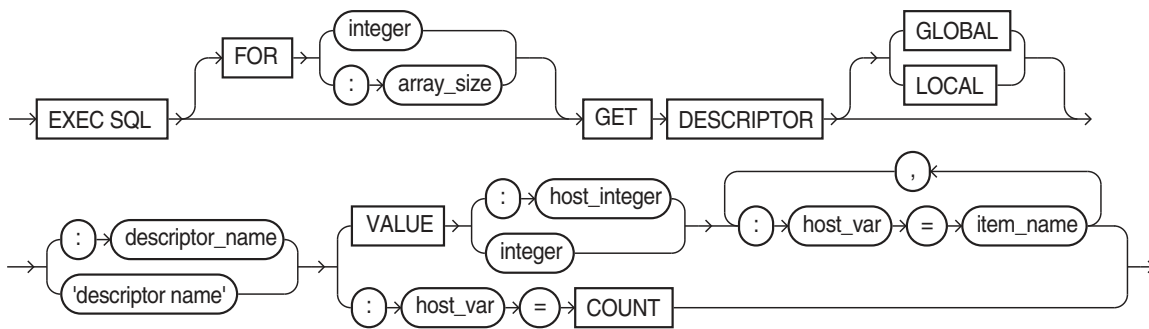 integer
FOR
: array_size
GLOBAL
LOCAL
EXEC SQL GET DESCRIPTOR
,
: descriptor_name VALUE : host_integer : host_var = item_name
'descriptor name' integer
: host_var = COUNT